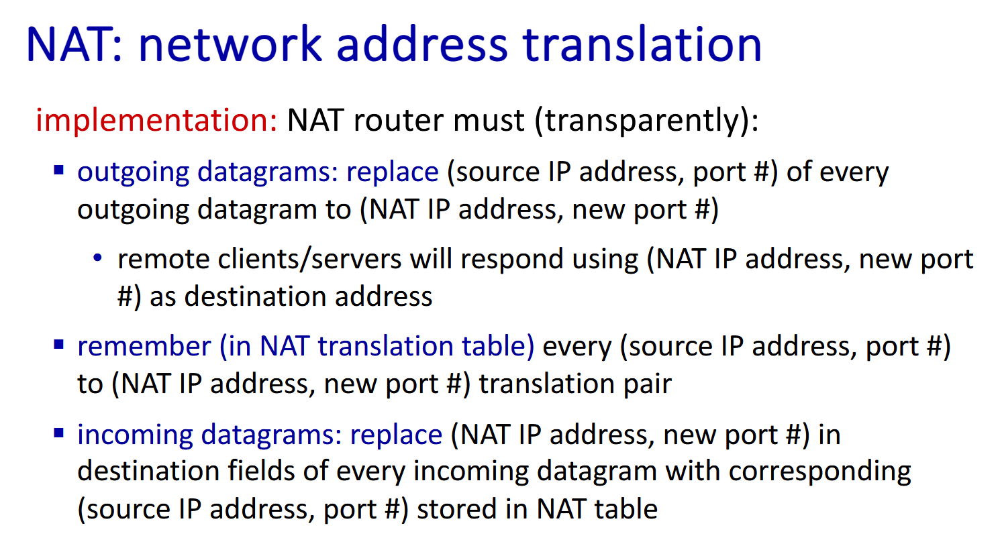 NAT: network address translation
implementation: NAT router must (transparently):
▪ outgoing datagrams: replace (source IP address, port #) of every
outgoing datagram to (NAT IP address, new port #)
• remote clients/servers will respond using (NAT IP address, new port
#) as destination address
▪ remember (in NAT translation table) every (source IP address, port #)
to (NAT IP address, new port #) translation pair
▪ incoming datagrams: replace (NAT IP address, new port #) in
destination fields of every incoming datagram with corresponding
(source IP address, port #) stored in NAT table